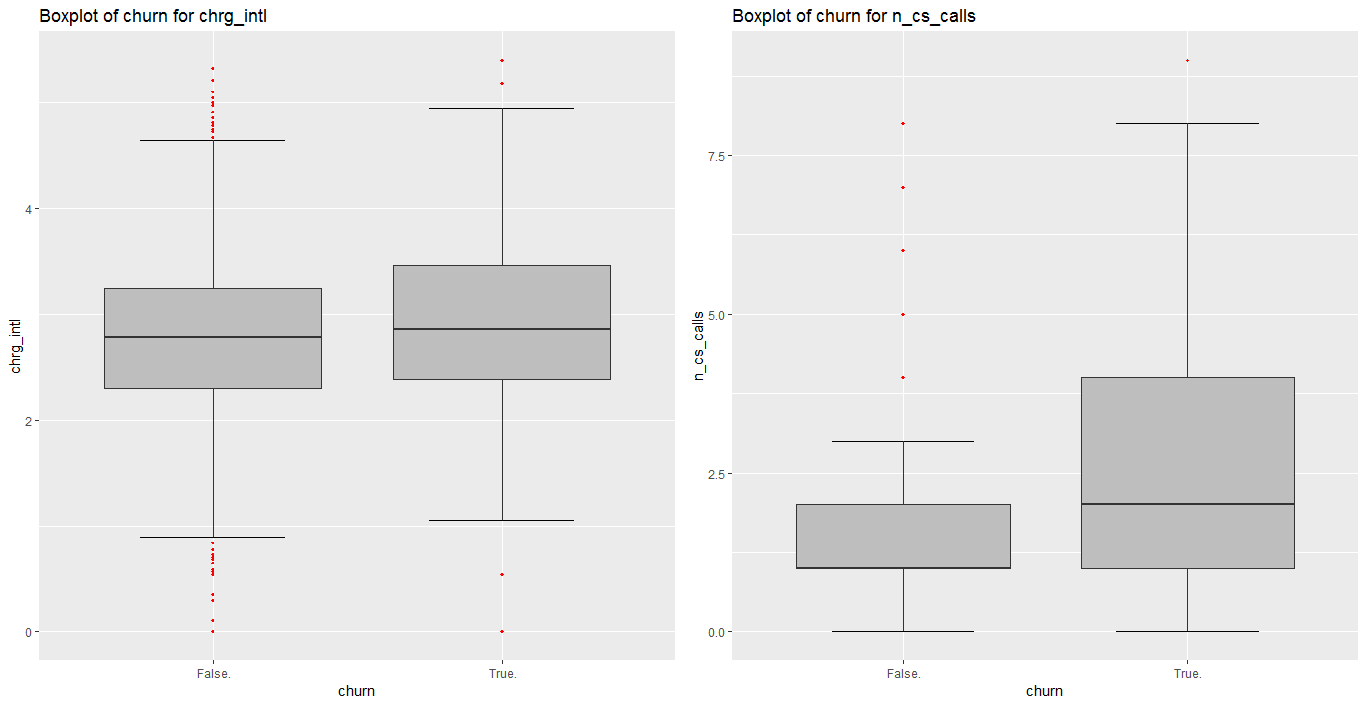 Boxplot of churn for chrg_intl
chrg_intl
4
2
0
False.
True.
churn
Boxplot of churn for n_cs_calls
n_cs_calls
7.5
5.0
2.5
0.0
False.
True.
churn